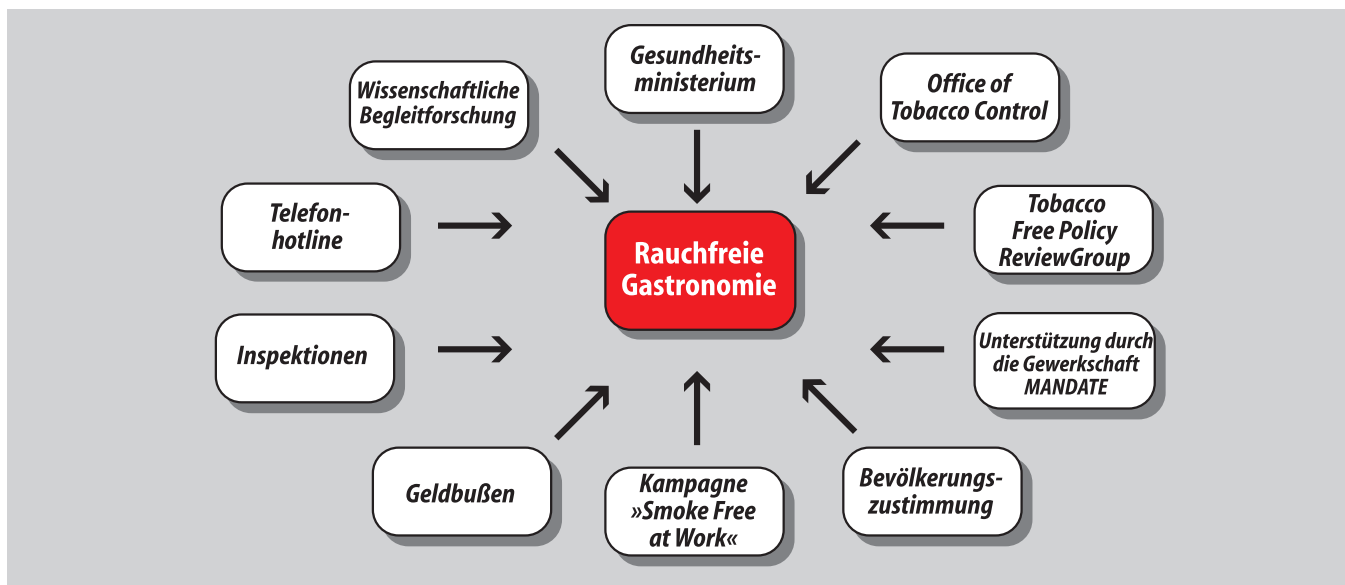 Gesundheits-
ministerium
Wissenschaftliche
Begleitforschung
Office of
Tobacco Control
Telefon-
hotline
Tobacco
Free Policy
ReviewGroup
Rauchfreie
Gastronomie
Inspektionen
Unterstützung durch
die Gewerkschaft
MANDATE
Geldbußen
Kampagne
»Smoke Free
at Work«
Bevölkerungs-
zustimmung